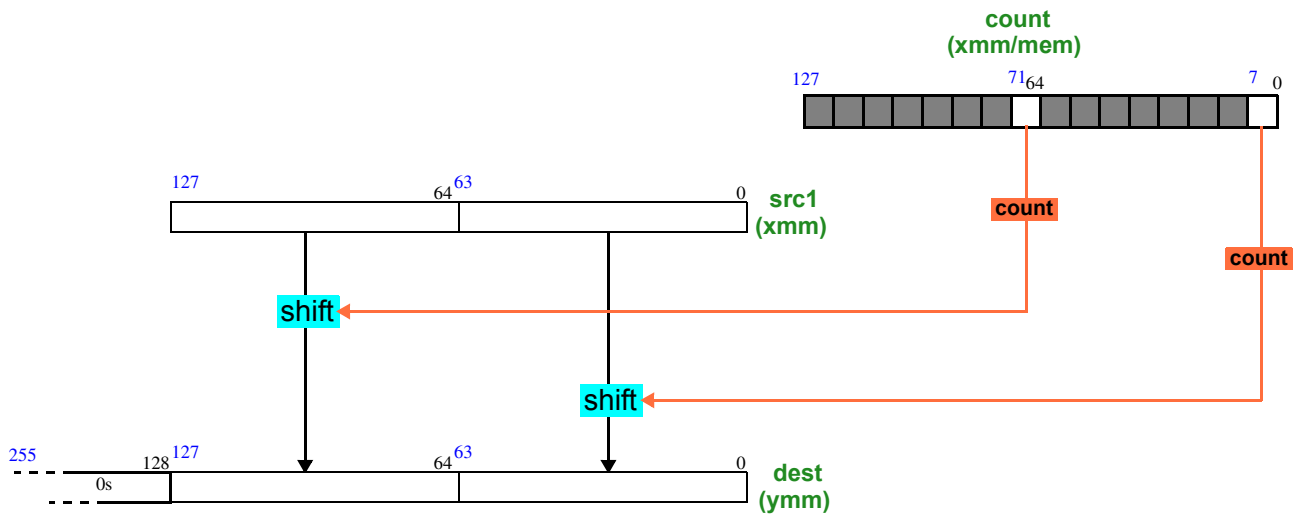 count
(xmm/mem)
127 71 64 7 0
127 64 63 0
src1
(xmm)
count
count
shift
shift
255 128 127 64 63 0
0s
dest
(ymm)